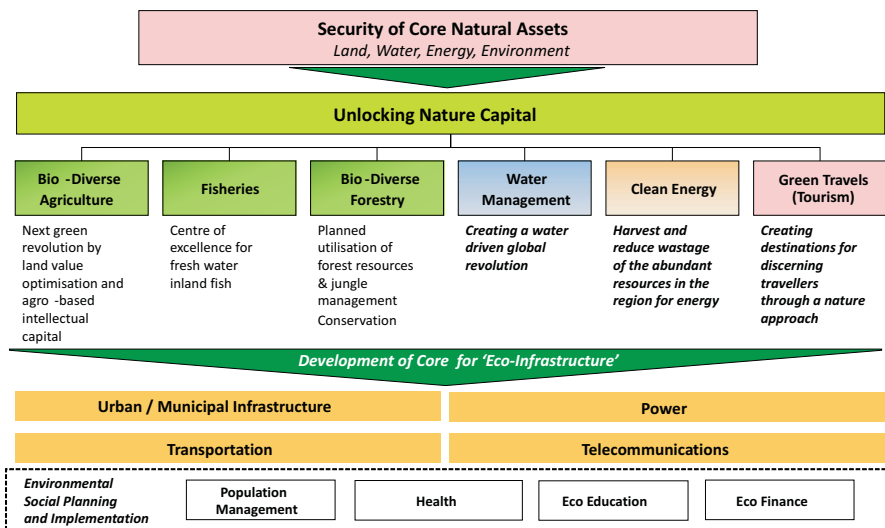 Security of Core Natural Assets
Land, Water, Energy, Environment
Unlocking Nature Capital
Bio -Diverse
Agriculture
Next green
revolution by
land value
optimisation and
agro -based
intellectual
capital
Fisheries
Centre of
excellence for
fresh water
inland fish
Bio -Diverse
Forestry
Planned
utilisation of
forest resources
& jungle
management
Conservation
Water
Management
Creating a water
driven global
revolution
Clean Energy
Harvest and
reduce wastage
of the abundant
resources in the
region for energy
Green Travels
(Tourism)
Creating
destinations for
discerning
travellers
through a nature
approach
Development of Core for ‘Eco-Infrastructure’
Urban / Municipal Infrastructure
Power
Transportation
Telecommunications
Environmental
Social Planning
and Implementation
Population
Management
Health
Eco Education
Eco Finance